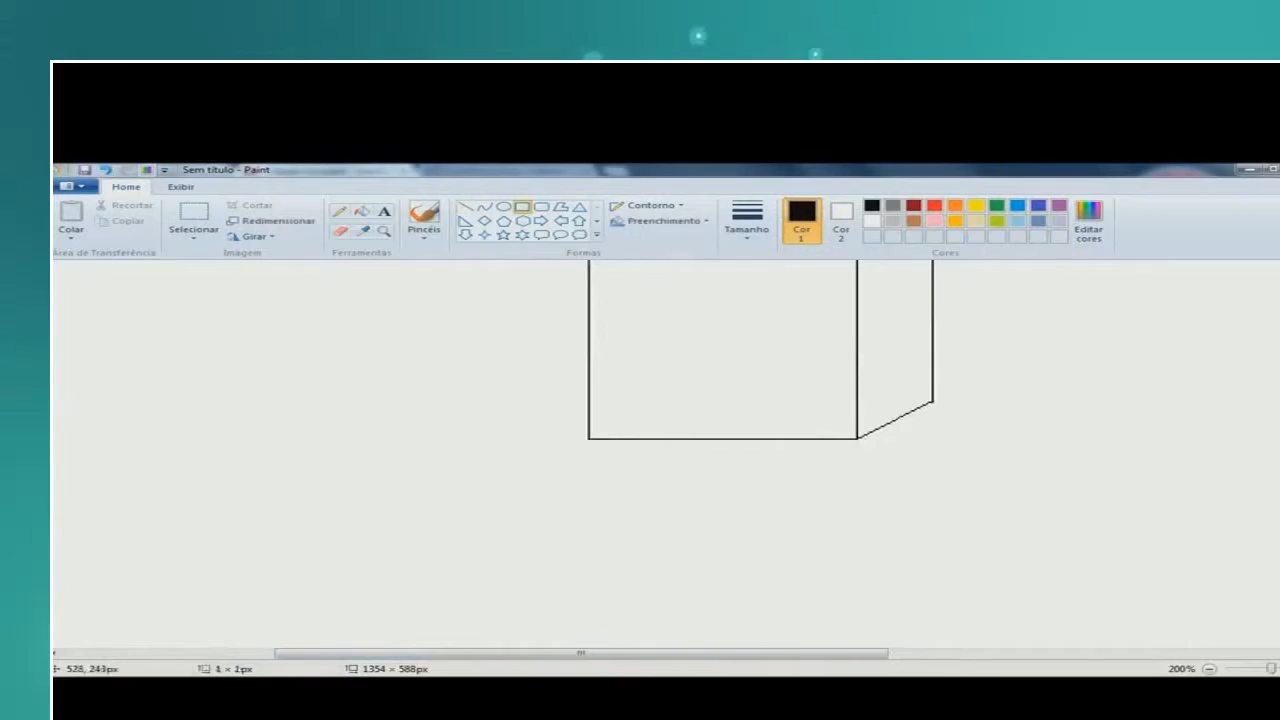 Sem título - Paint
Home Exibir
Colar
Recortar
Copiar
Área de Transferência
Selecionar
Cortar
Redimensionar
Girar
Imagem
A
Ferramentas
Pincéis
Formas
Contorno
Preenchimento
Tamanho
Cor
1
Cor
2
Cores
Editar
cores
528, 243px
1 × 1px
1354 × 588px
200%